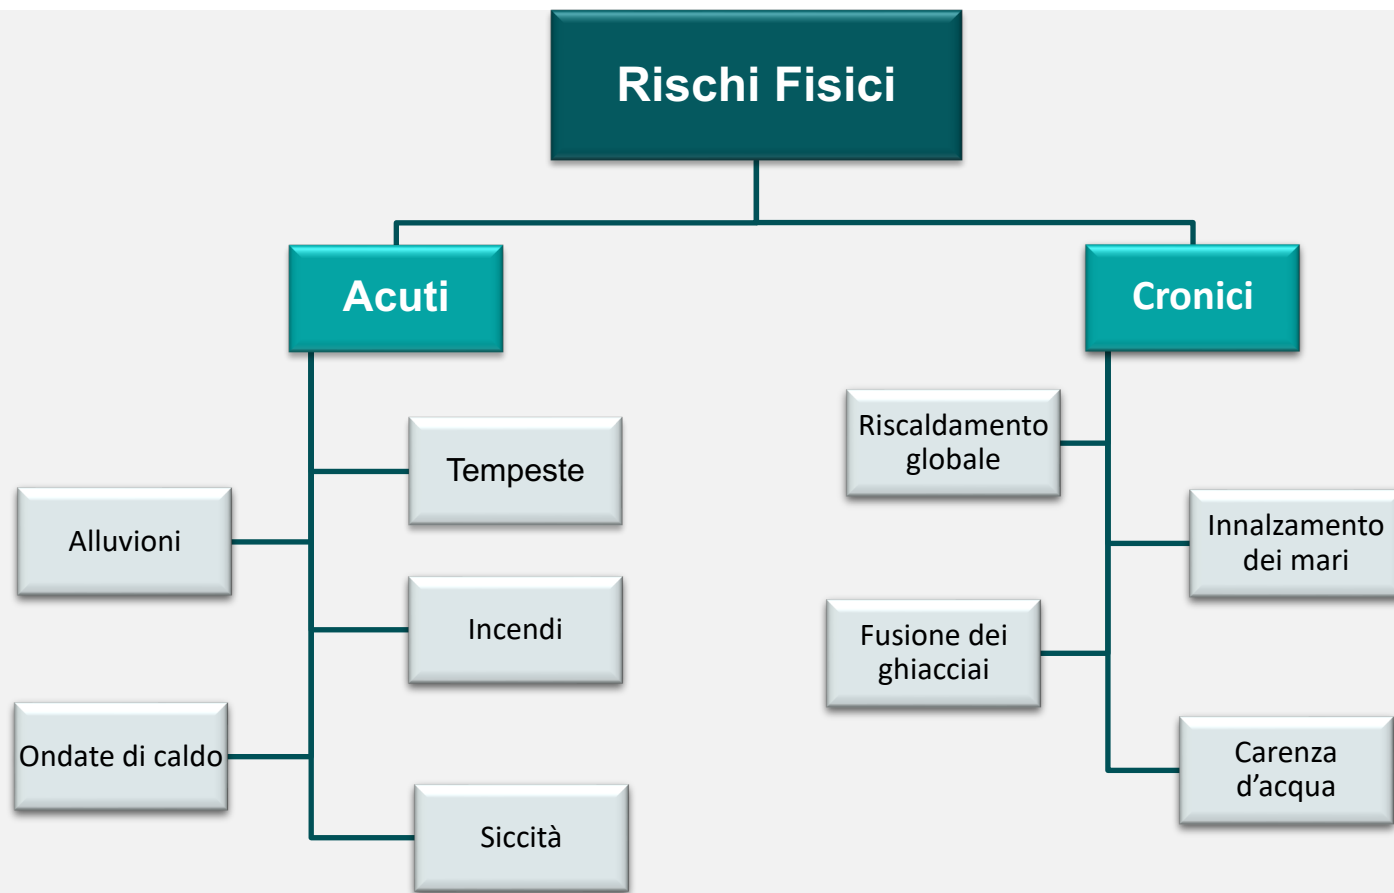 Rischi Fisici
Acuti
Cronici
Tempeste
Alluvioni
Incendi
Ondate di caldo
Siccità
Riscaldamento
globale
Innalzamento
dei mari
Fusione dei
ghiacciai
Carenza
d’acqua